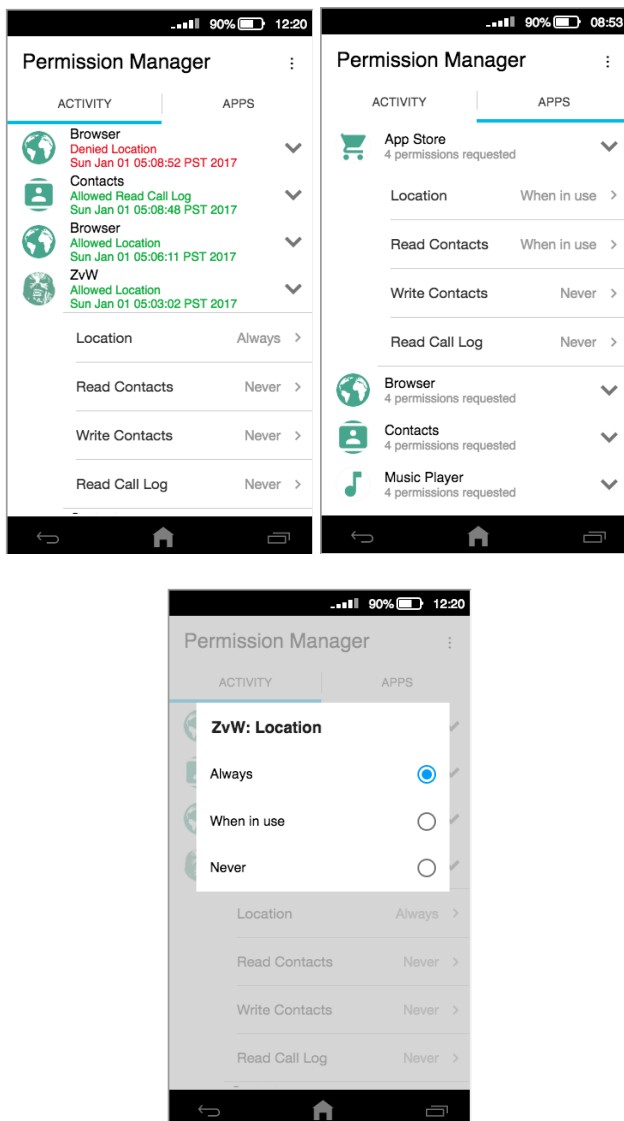 90% 12:20
Permission Manager
ACTIVITY APPS
Browser
Denied Location
Sun Jan 01 05:08:52 PST 2017
Contacts
Allowed Read Call Log
Sun Jan 01 05:08:48 PST 2017
Browser
Allowed Location
Sun Jan 01 05:06:11 PST 2017
ZvW
Allowed Location
Sun Jan 01 05:03:02 PST 2017
Location Always
Read Contacts Never
Write Contacts Never
Read Call Log Never
90% 08:53
Permission Manager
ACTIVITY APPS
App Store
4 permissions requested
Location When in use
Read Contacts When in use
Write Contacts Never
Read Call Log Never
Browser
4 permissions requested
Contacts
4 permissions requested
Music Player
4 permissions requested
90% 12:20
Permission Manager
ACTIVITY APPS
ZvW: Location
Always
When in use
Never
Location Always
Read Contacts Never
Write Contacts Never
Read Call Log Never